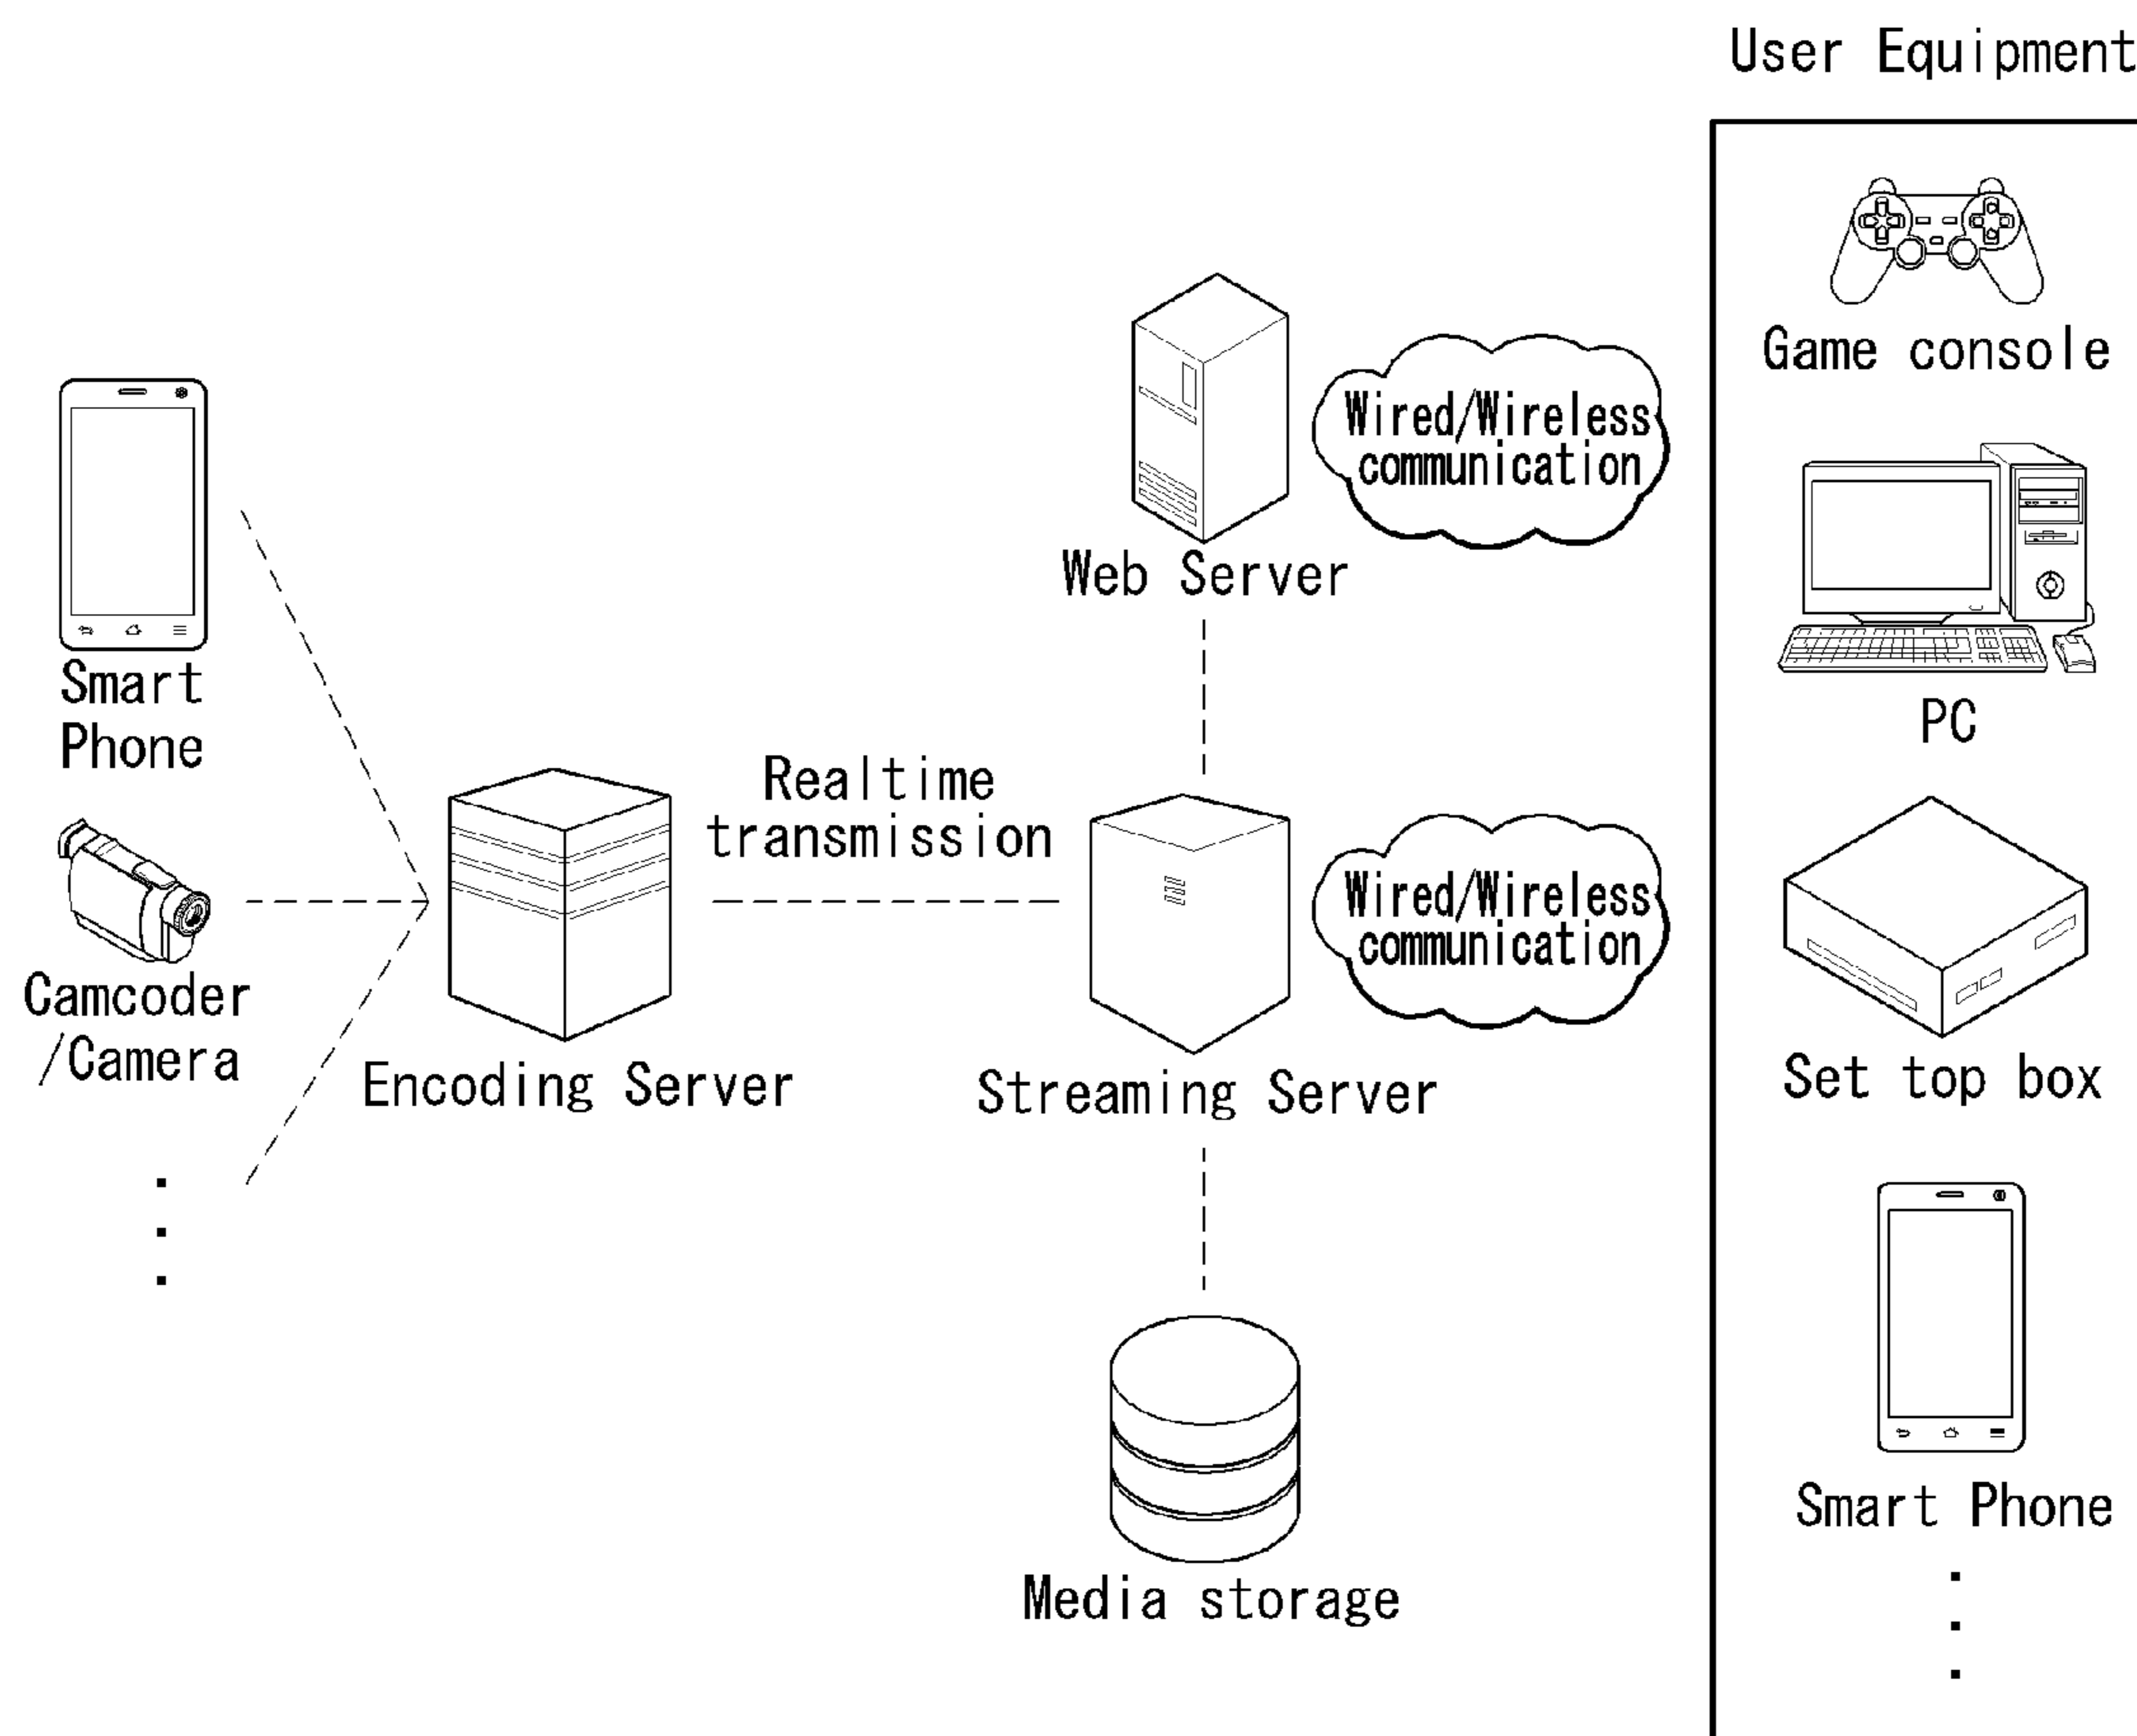 User Equipment
Game console
Wired/Wireless
communication
Web Server
Smart
Phone
PC
Realtime
transmission
Wired/Wireless
communication
Camcoder
/Camera
Encoding Server
Streaming Server
Set top box
Smart Phone
Media storage